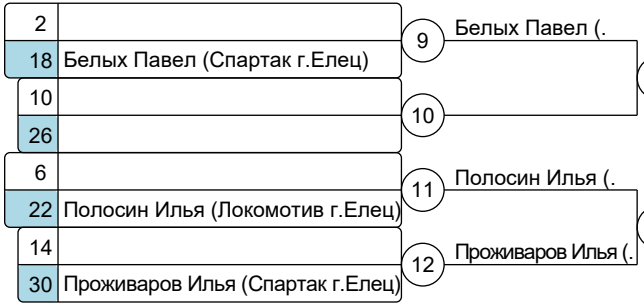 2
18 Белых Павел (Спартак г.Елец)
9 Белых Павел (.
10
26
10
6
22 Полосин Илья (Локомотив г.Елец)
11 Полосин Илья (.
14
30 Проживаров Илья (Спартак г.Елец)
12 Проживаров Илья (.